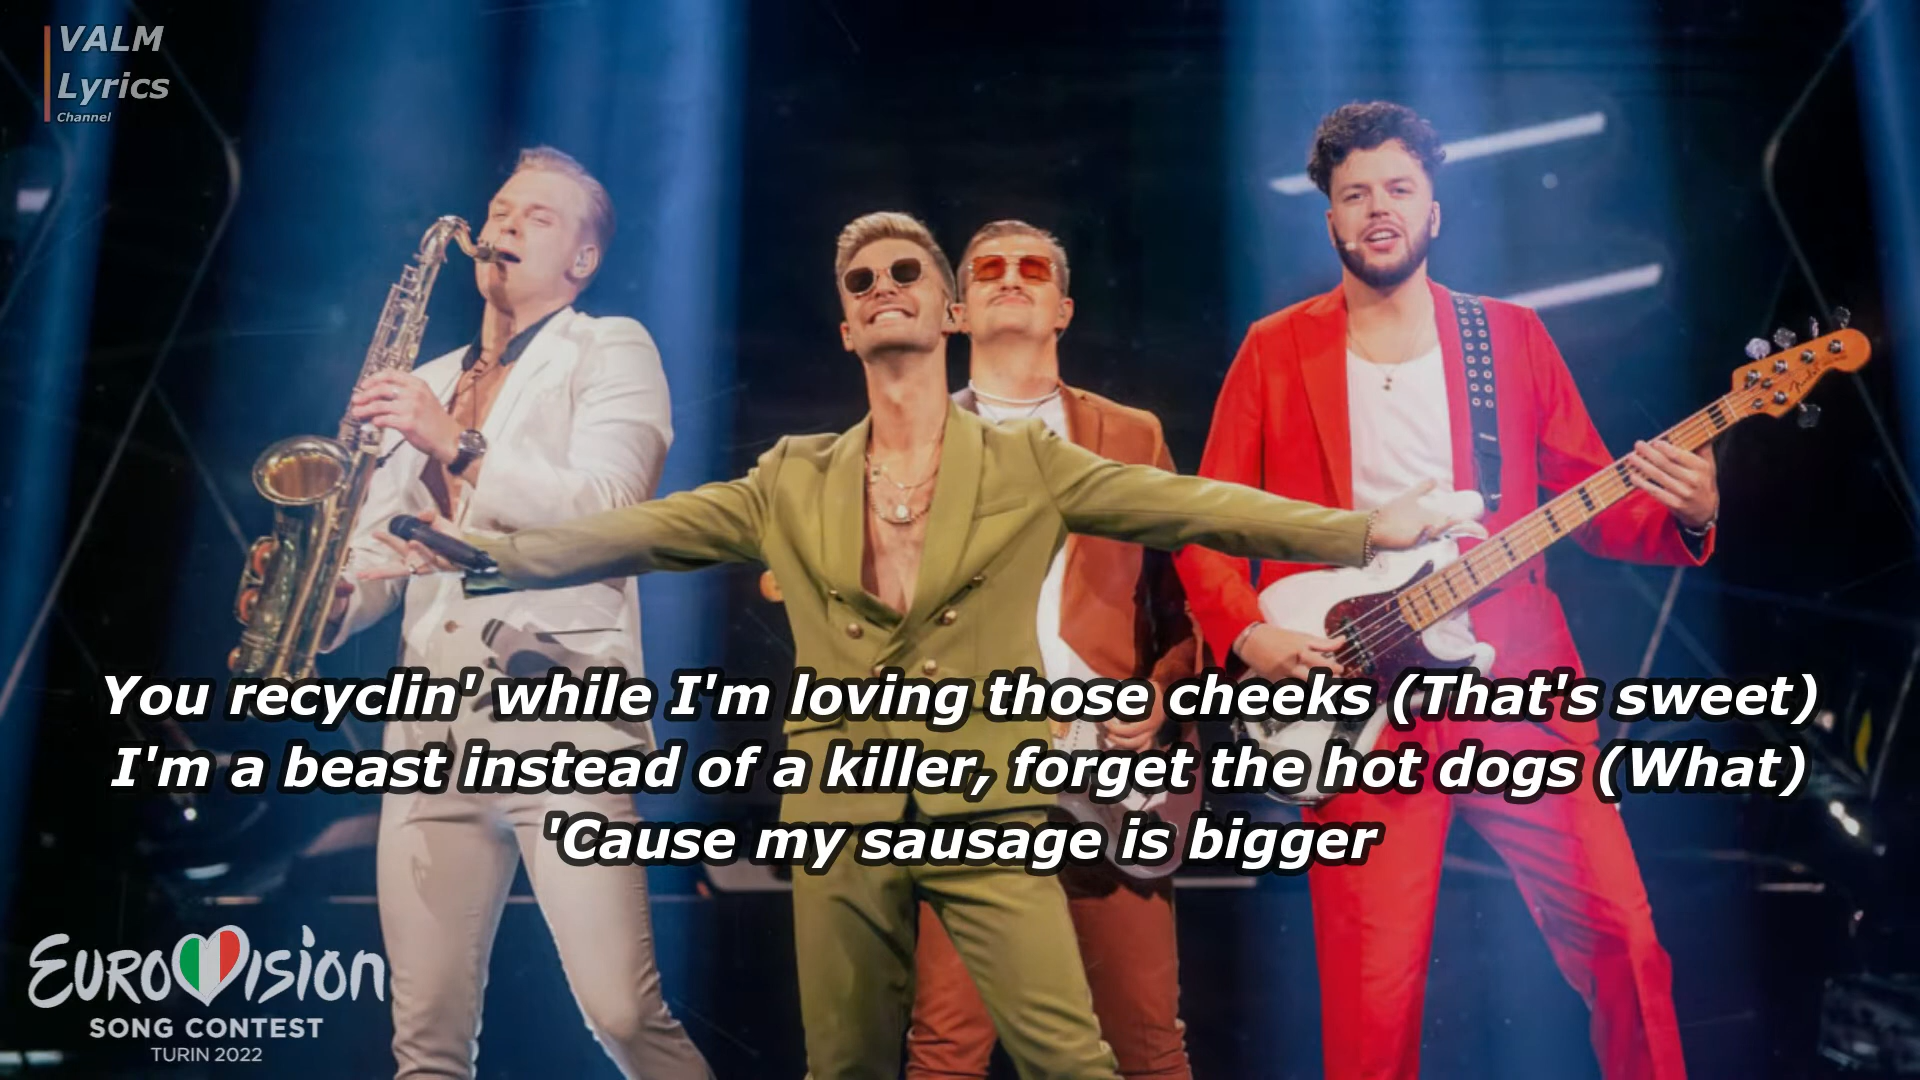 VALM
Lyrics
Channel
You recyclin' while I'm loving those cheeks (That's sweet)
I'm a beast instead of a killer, forget the hot dogs (What)
'Cause my sausage is bigger
EUROVISION
SONG CONTEST
TURIN 2022
Fender